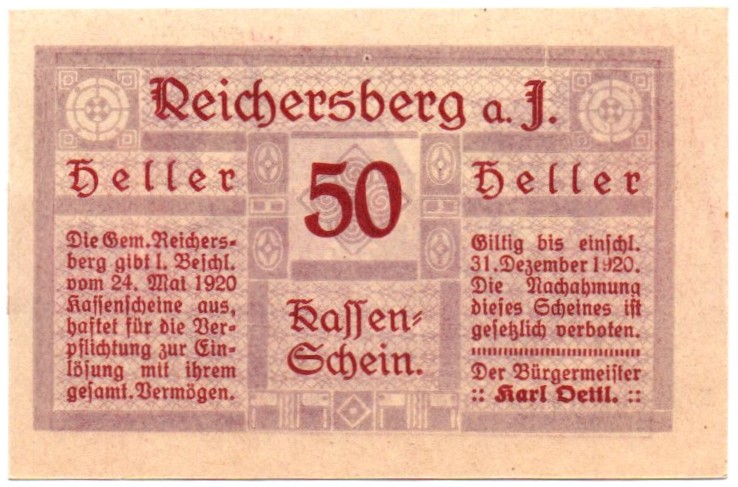 Reichersberg a. J.
Heller
50
Heller
Die Gem. Reichers-
berg gibt l. Beschl.
vom 24. Mai 1920
Kassenscheine aus,
haftet für die Ver-
pflichtung zur Ein-
lösung mit ihrem
gesamt. Vermögen.
Kassen-
Schein.
Giltig bis einschl.
31. Dezember 1920.
Die Nachahmung
dieses Scheines ist
gesetzlich verboten.
Der Bürgermeister
:: Karl Dettl. ::